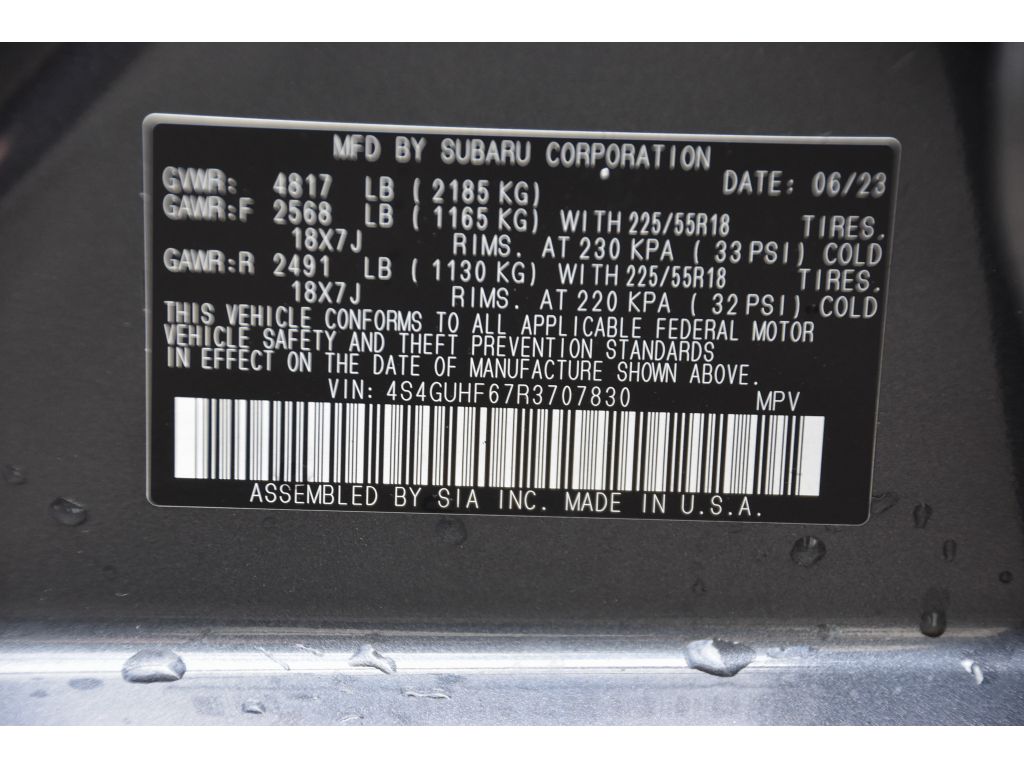 MFD BY SUBARU CORPORATION
GVWR: 4817 LB ( 2185 KG) DATE: 06/23
GAWR:F 2568 LB ( 1165 KG) WITH 225/55R18 TIRES.
18X7J RIMS. AT 230 KPA ( 33 PSI) COLD
GAWR:R 2491 LB ( 1130 KG) WITH 225/55R18 TIRES.
18X7J RIMS. AT 220 KPA ( 32 PSI) COLD
THIS VEHICLE CONFORMS TO ALL APPLICABLE FEDERAL MOTOR
VEHICLE SAFETY AND THEFT PREVENTION STANDARDS
IN EFFECT ON THE DATE OF MANUFACTURE SHOWN ABOVE.
VIN: 4S4GUHF67R3707830 MPV
ASSEMBLED BY SIA INC. MADE IN U.S.A.